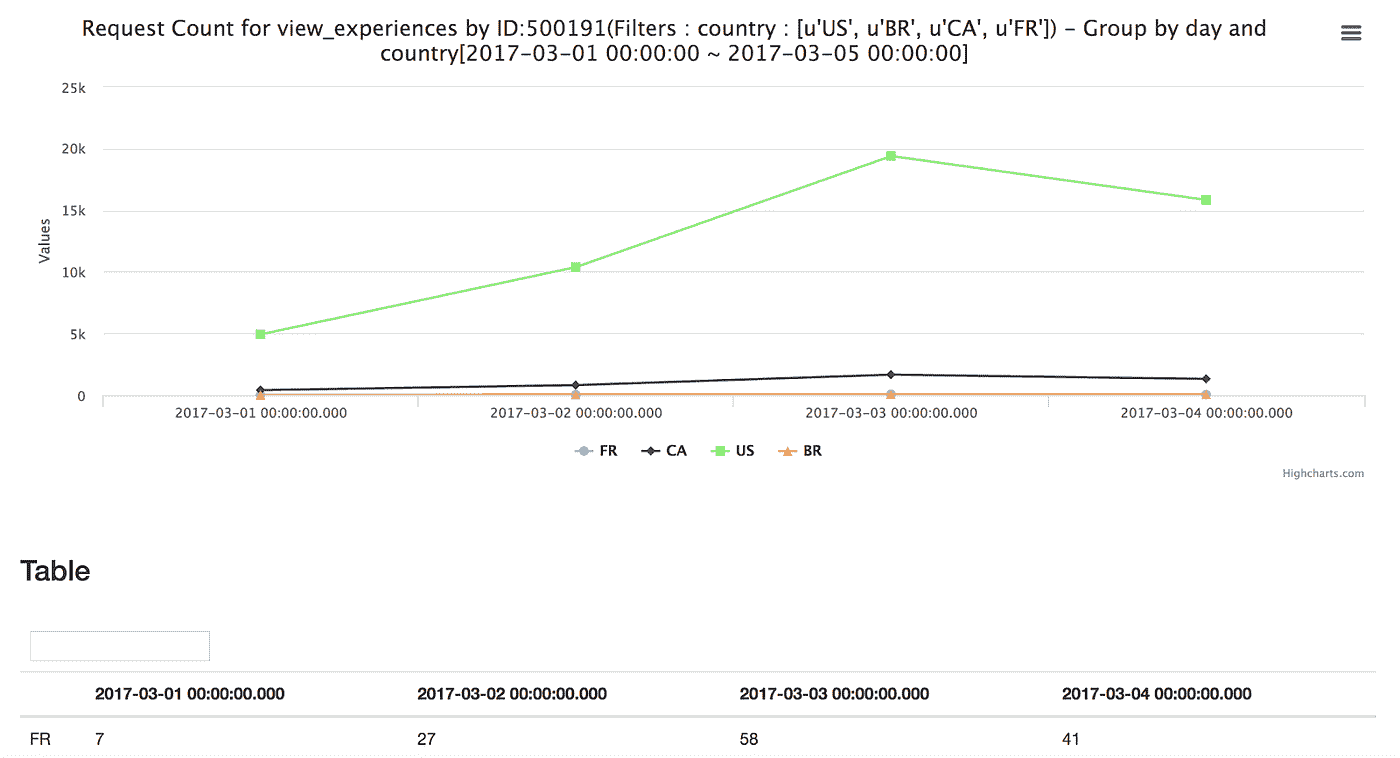 Request Count for view_experiences by ID:500191(Filters : country : [u'US', u'BR', u'CA', u'FR']) – Group by day and
country[2017-03-01 00:00:00 ~ 2017-03-05 00:00:00]
25k
20k
15k
10k
5k
0
Values
2017-03-01 00:00:00.000 2017-03-02 00:00:00.000 2017-03-03 00:00:00.000 2017-03-04 00:00:00.000
FR CA US BR
Highcharts.com
Table
2017-03-01 00:00:00.000 2017-03-02 00:00:00.000 2017-03-03 00:00:00.000 2017-03-04 00:00:00.000
FR 7 27 58 41